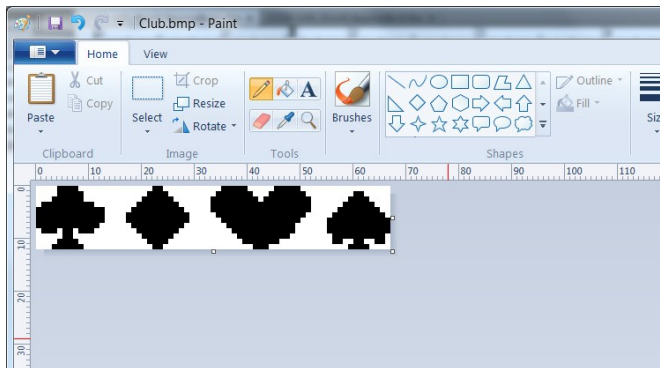 Club.bmp - Paint
Home View
Paste
Cut
Copy
Clipboard
Select
Crop
Resize
Rotate
Image
A
Tools
Brushes
Shapes
Outline
Fill
Siz
0 10 20 30 40 50 60 70 80 90 100 110
0
10
20
30